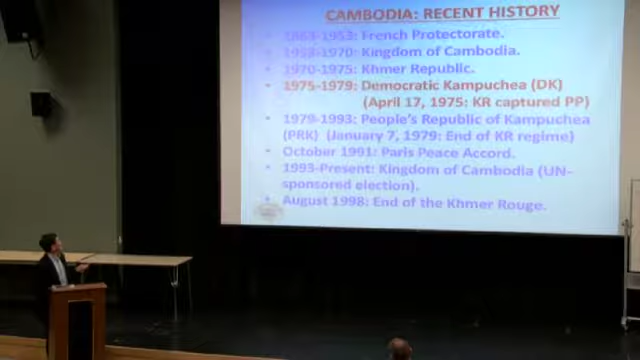 CAMBODIA: RECENT HISTORY
• 1863-1953: French Protectorate.
• 1953-1970: Kingdom of Cambodia.
• 1970-1975: Khmer Republic.
• 1975-1979: Democratic Kampuchea (DK)
(April 17, 1975: KR captured PP)
• 1979-1993: People's Republic of Kampuchea
(PRK) (January 7, 1979: End of KR regime)
• October 1991: Paris Peace Accord.
• 1993-Present: Kingdom of Cambodia (UN-
sponsored election).
• August 1998: End of the Khmer Rouge.